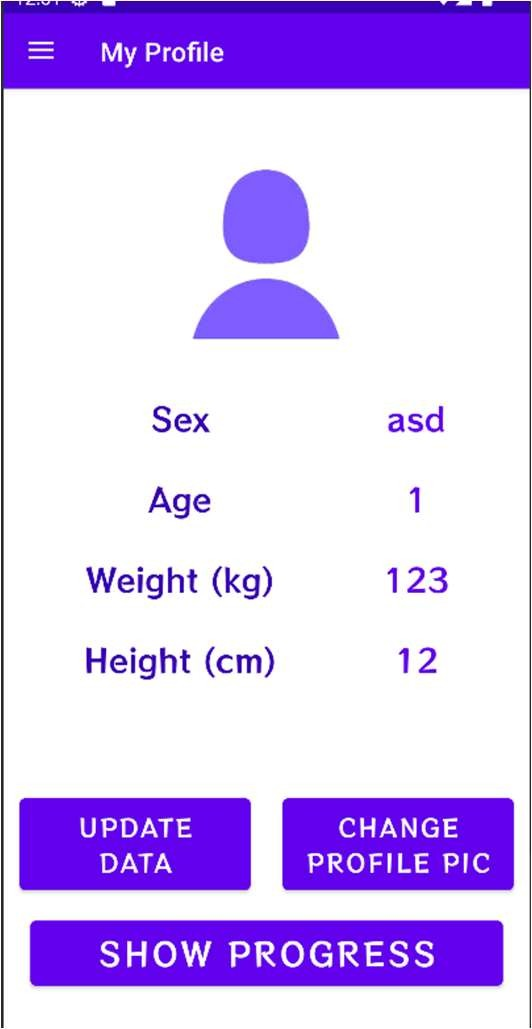 My Profile
Sex asd
Age 1
Weight (kg) 123
Height (cm) 12
UPDATE
DATA
CHANGE
PROFILE PIC
SHOW PROGRESS